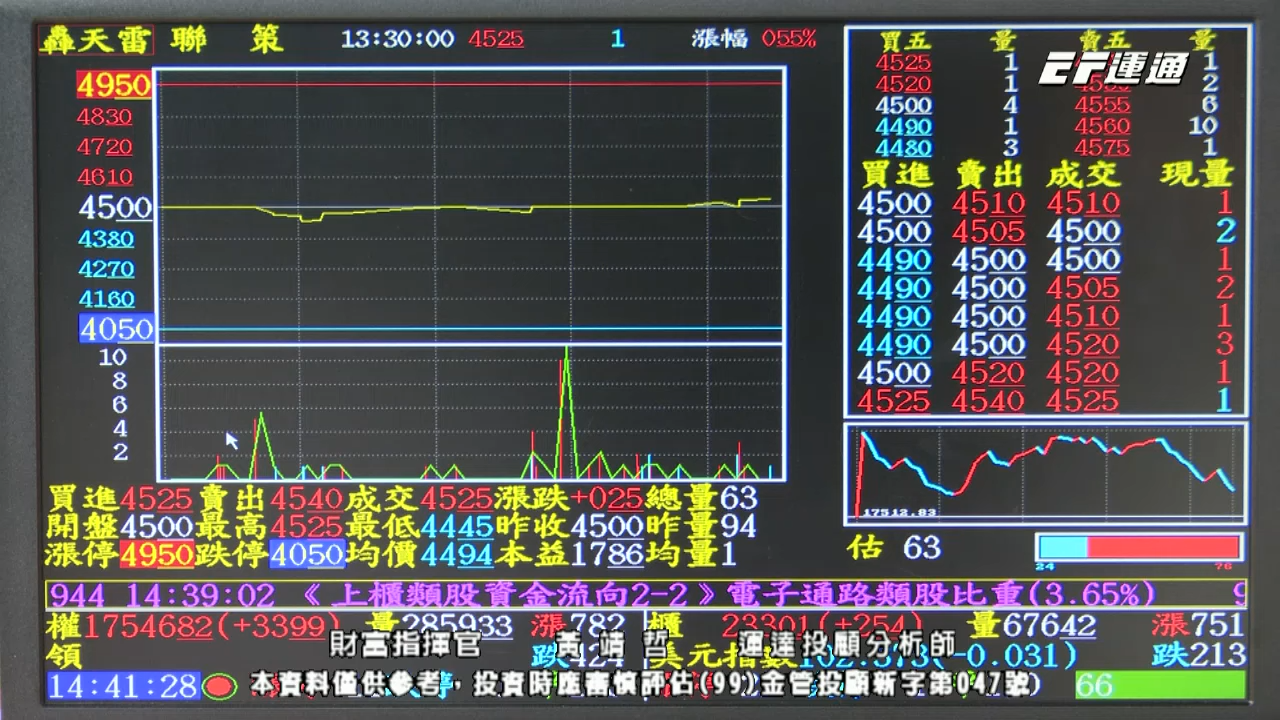 轟天雷 聯 策 13:30:00 4525 1 漲幅 055%
4950
4830
4720
4610
4500
4380
4270
4160
4050
10
8
6
4
2
買五 量 賣五 量
4525 1 1
4520 1 2
4500 4 4555 6
4490 1 4560 10
4480 3 4575 1
EF運通
買進 賣出 成交 現量
4500 4510 4510 1
4500 4505 4500 2
4490 4500 4500 1
4490 4500 4505 2
4490 4500 4510 1
4490 4500 4520 3
4500 4520 4520 1
4525 4540 4525 1
17512.83
估 63
24 76
買進4525賣出4540成交4525漲跌+025總量63
開盤4500最高4525最低4445昨收4500昨量94
漲停4950跌停4050均價4494本益1786均量1
944 14:39:02 《上櫃類股資金流向2-2》電子通路類股比重(3.65%) 9
權1754682(+3399) 量285933 漲782 櫃 23301(+254) 量67642 漲751
領 跌424 美元指數102.373(-0.031) 跌213
財富指揮官 黃靖哲 運達投顧分析師
14:41:28 66
本資料僅供參考，投資時應審慎評估(99)金管投顧新字第047號